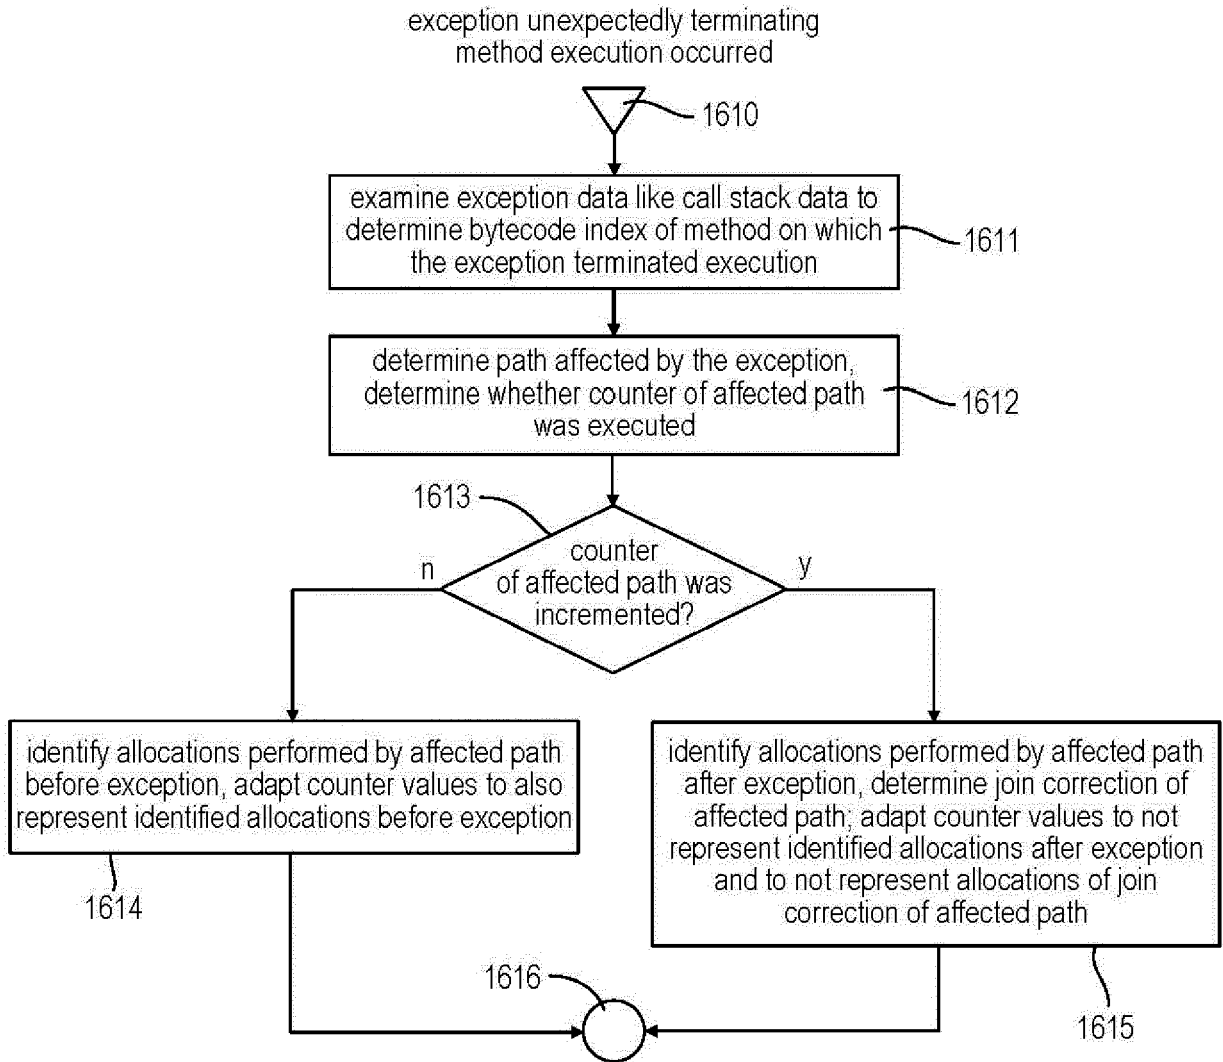 exception unexpectedly terminating
method execution occurred
1610
examine exception data like call stack data to
determine bytecode index of method on which
the exception terminated execution
1611
determine path affected by the exception,
determine whether counter of affected path
was executed
1612
1613
counter
of affected path was
incremented?
n
y
identify allocations performed by affected path
before exception, adapt counter values to also
represent identified allocations before exception
1614
identify allocations performed by affected path
after exception, determine join correction of
affected path; adapt counter values to not
represent identified allocations after exception
and to not represent allocations of join
correction of affected path
1615
1616